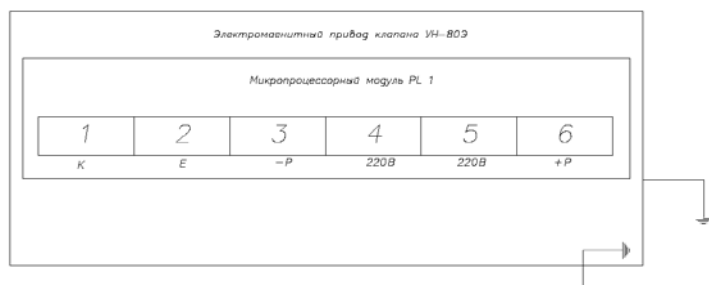 Электромагнитный привод клапана УН-80Э
Микропроцессорный модуль PL 1
1 2 3 4 5 6
К Е -Р 220В 220В +Р